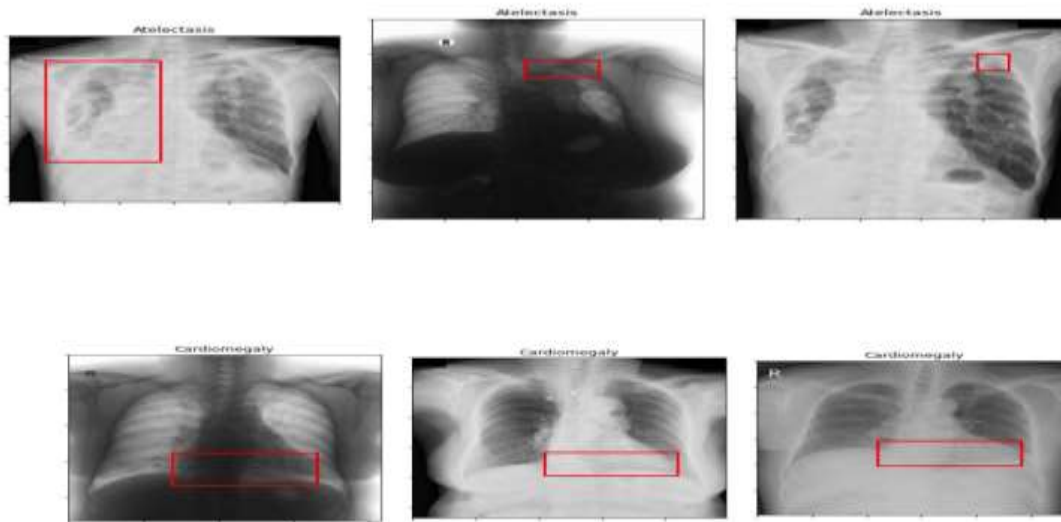 Atelectasis
Atelectasis
Atelectasis
R
Cardiomegaly
Cardiomegaly
Cardiomegaly
R
R